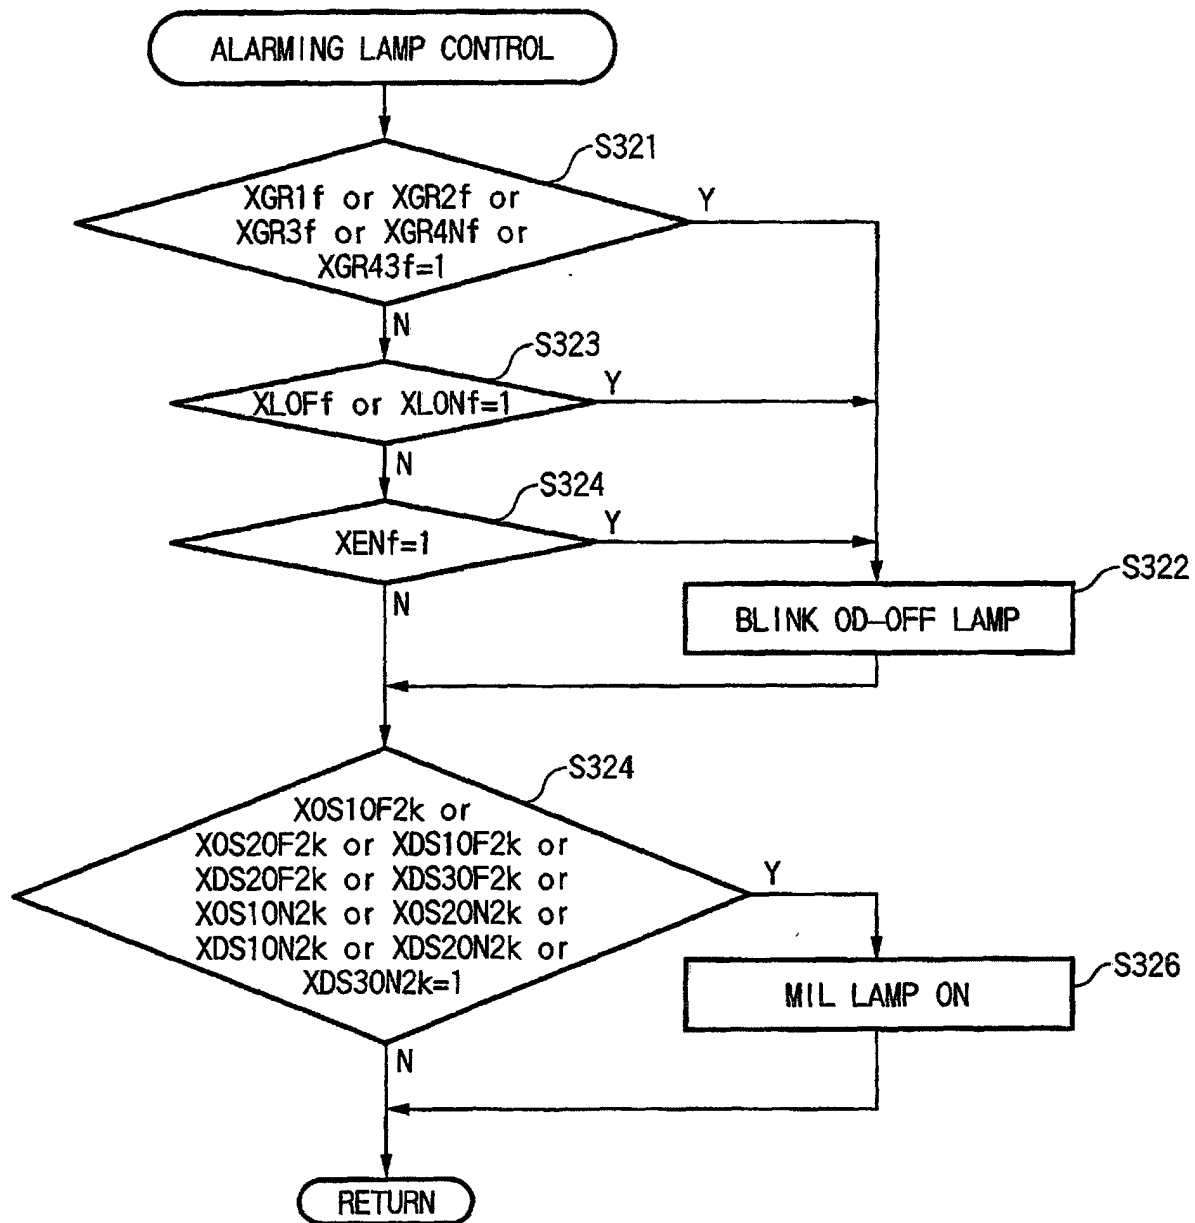 ALARMING LAMP CONTROL
S321
XGR1f or XGR2f or
XGR3f or XGR4Nf or
XGR43f=1
Y
N
S323
XLOFf or XLONf=1
Y
N
S324
XENf=1
Y
N
S322
BLINK OD-OFF LAMP
S324
XOS1OF2k or
XOS2OF2k or XDS1OF2k or
XDS2OF2k or XDS3OF2k or
XOS1ON2k or XOS2ON2k or
XDS1ON2k or XDS2ON2k or
XDS3ON2k=1
Y
N
S326
MIL LAMP ON
RETURN